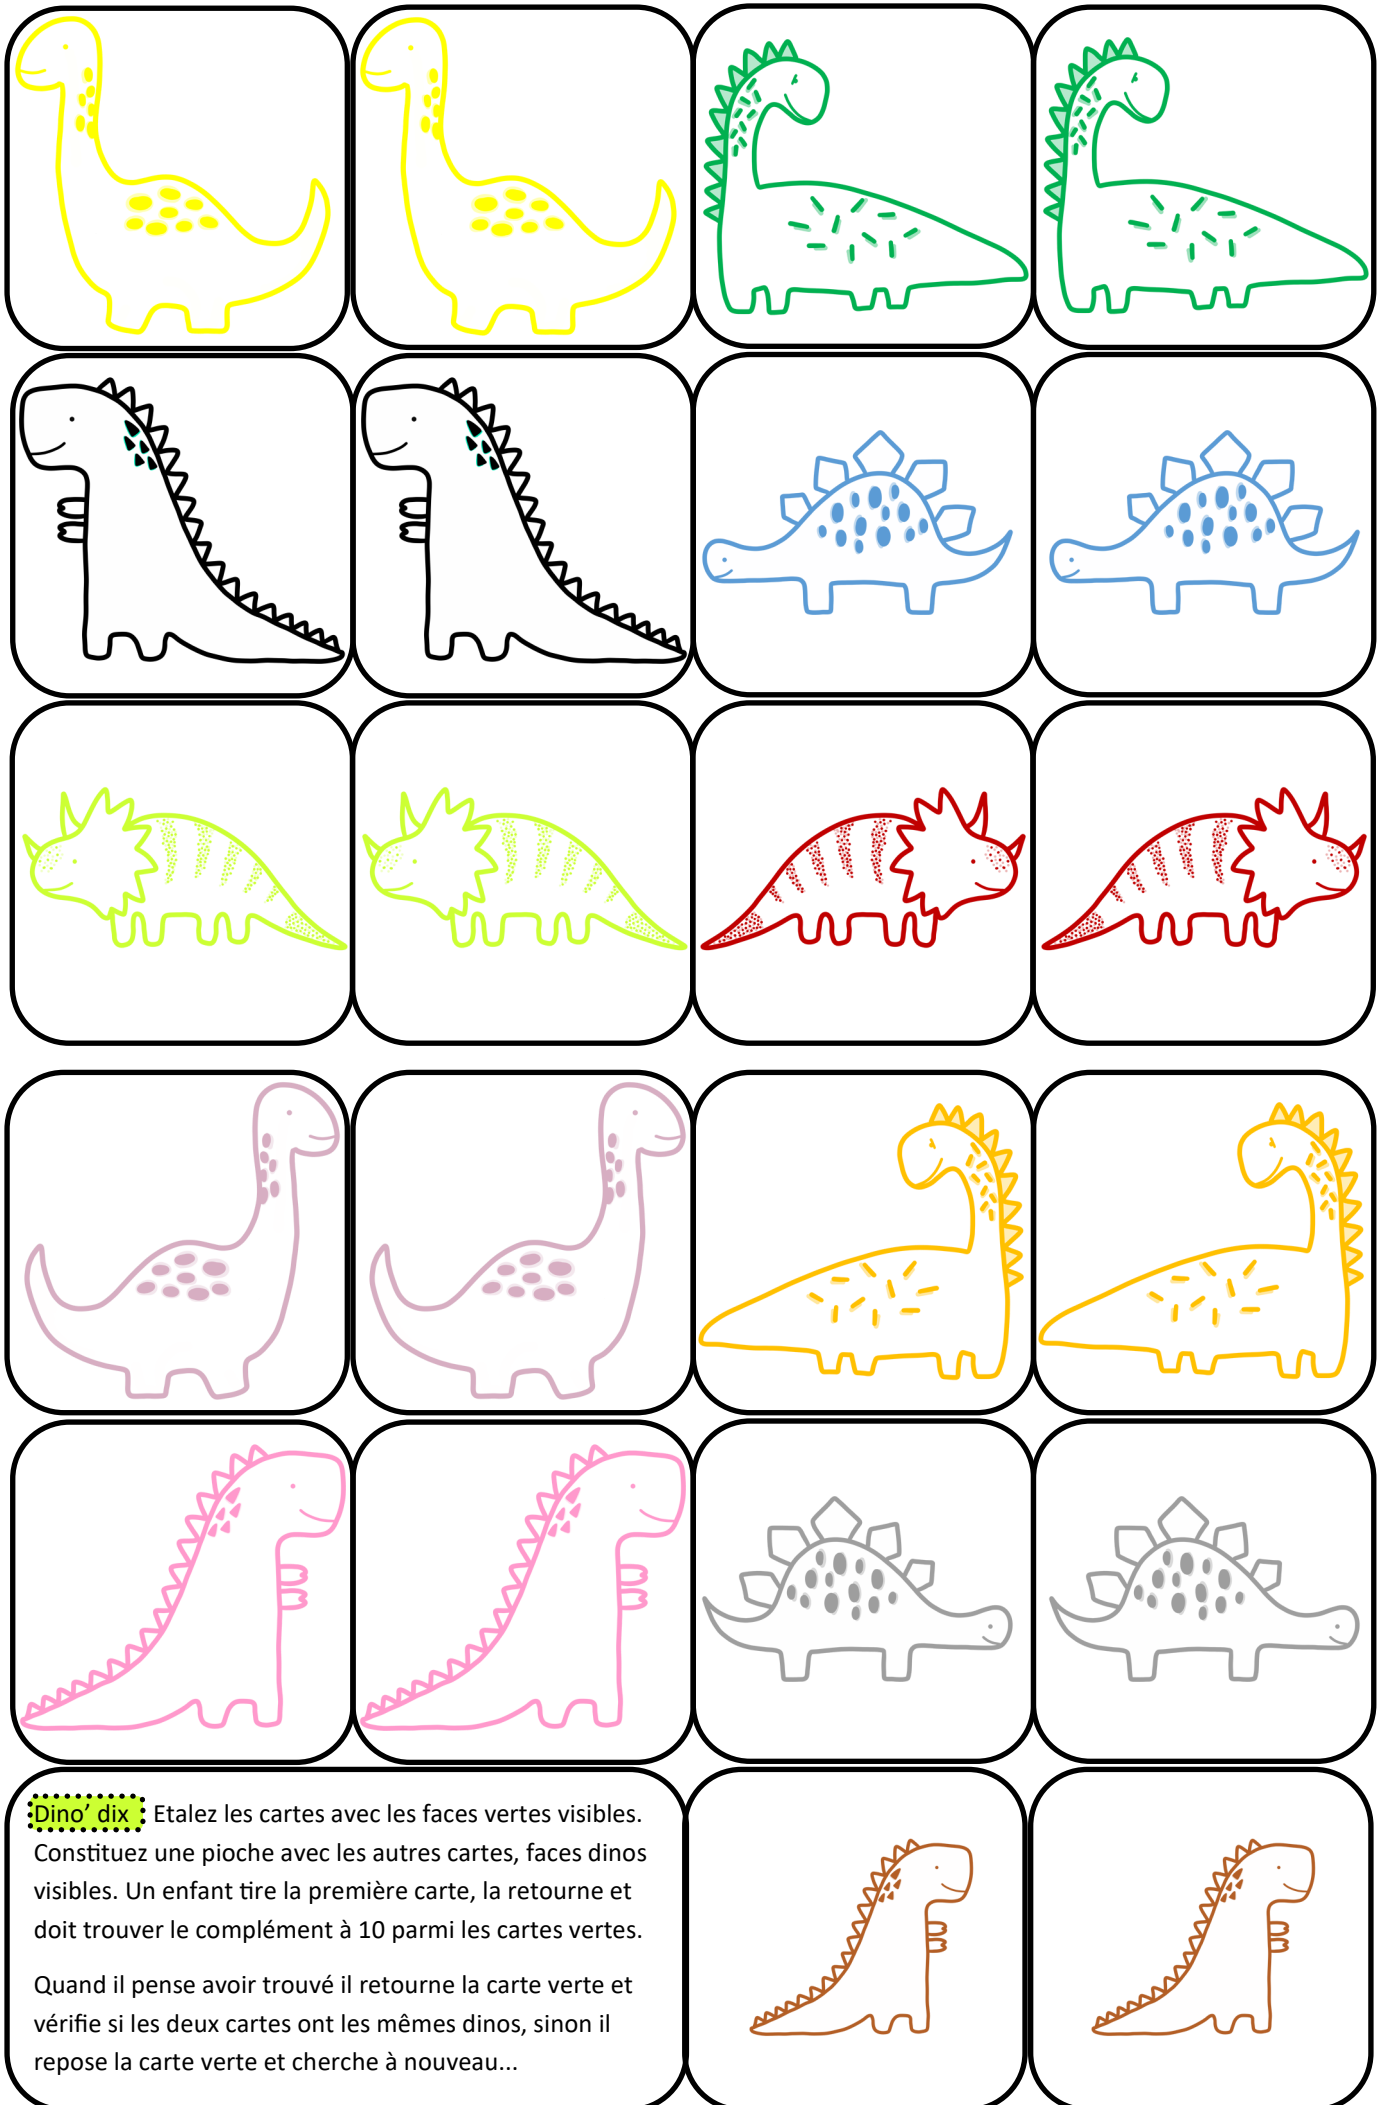 Dino’ dix Etalez les cartes avec les faces vertes visibles.
Constituez une pioche avec les autres cartes, faces dinos
visibles. Un enfant tire la première carte, la retourne et
doit trouver le complément à 10 parmi les cartes vertes.
Quand il pense avoir trouvé il retourne la carte verte et
vérifie si les deux cartes ont les mêmes dinos, sinon il
repose la carte verte et cherche à nouveau...